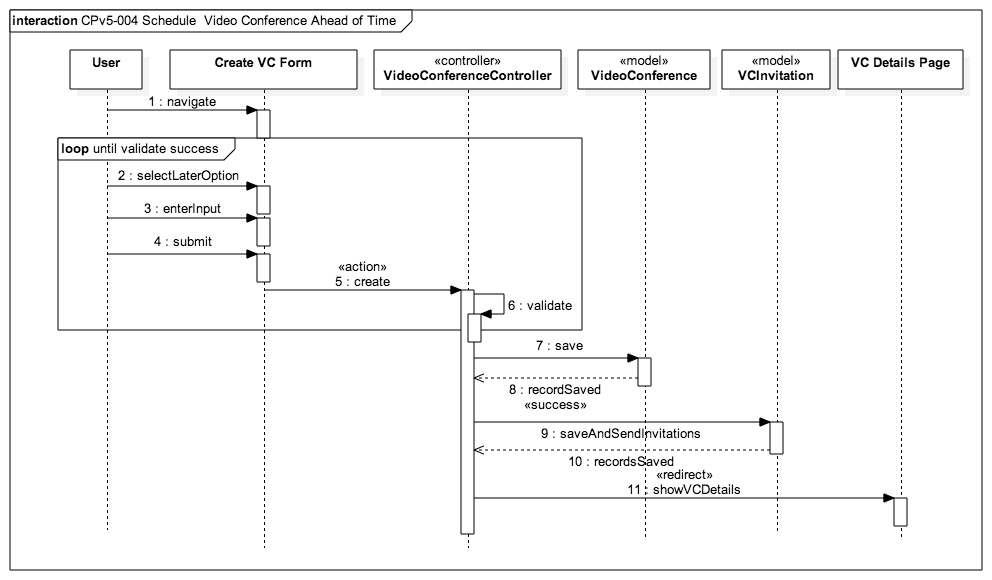 interaction CPv5-004 Schedule  Video Conference Ahead of Time
User
Create VC Form
«controller»
VideoConferenceController
«model»
VideoConference
«model»
VCInvitation
VC Details Page
1 : navigate
loop until validate success
2 : selectLaterOption
3 : enterInput
4 : submit
«action»
5 : create
6 : validate
7 : save
8 : recordSaved
«success»
9 : saveAndSendInvitations
10 : recordsSaved
«redirect»
11 : showVCDetails